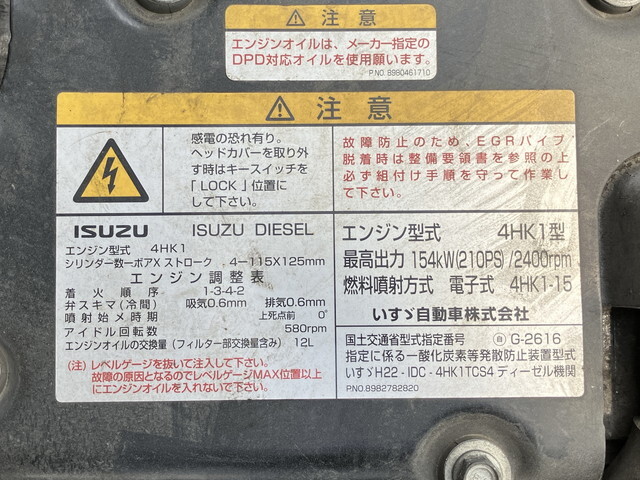 注意
エンジンオイルは、メーカー指定の
DPD対応オイルを使用願います。
P.NO. 8980461710
注意
感電の恐れ有り。
ヘッドカバーを取り外
す時はキースイッチを
「LOCK」位置に
して下さい。
故障防止のため、EGRパイプ
脱着時は整備要領書を参照の上
必ず組付け手順を守って作業し
て下さい。
ISUZU ISUZU DIESEL
エンジン型式 4HK1
シリンダー数ーボアX ストローク 4-115X125mm
エンジン調整表
着火順序 1-3-4-2
弁スキマ(冷間) 吸気0.6mm 排気0.6mm
噴射始メ時期 上死点前 0°
アイドル回転数 580rpm
エンジンオイルの交換量(フィルター部交換量含み) 12L
(注)レベルゲージを抜いて注入して下さい。
故障の原因となるのでレベルゲージMAX位置以上
にエンジンオイルを入れないで下さい。
エンジン型式 4HK1型
最高出力 154kW(210PS)/2400rpm
燃料噴射方式 電子式 4HK1-15
いすゞ自動車株式会社
国土交通省型式指定番号 自 G-2616
指定に係る一酸化炭素等発散防止装置型式
いすゞH22-IDC-4HK1TCS4 ディーゼル機関
P.NO.8982782820